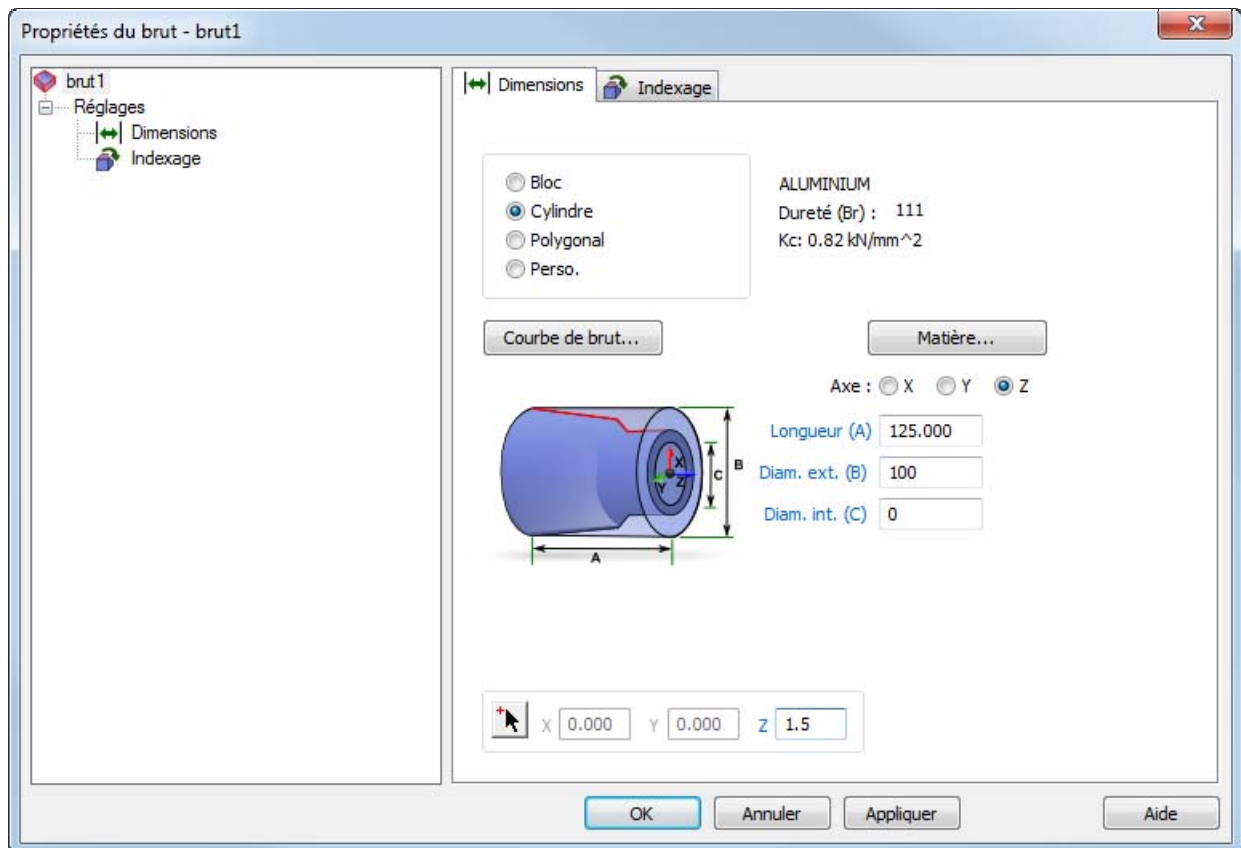 Propriétés du brut - brut1
brut1
Réglages
Dimensions
Indexage
Dimensions
Indexage
Bloc
Cylindre
Polygonal
Perso.
ALUMINIUM
Dureté (Br) : 111
Kc: 0.82 kN/mm^2
Courbe de brut...
Matière...
Axe : X Y Z
Longueur (A) 125.000
Diam. ext. (B) 100
Diam. int. (C) 0
X
Y
Z
C
B
A
X 0.000 Y 0.000 Z 1.5
OK
Annuler
Appliquer
Aide